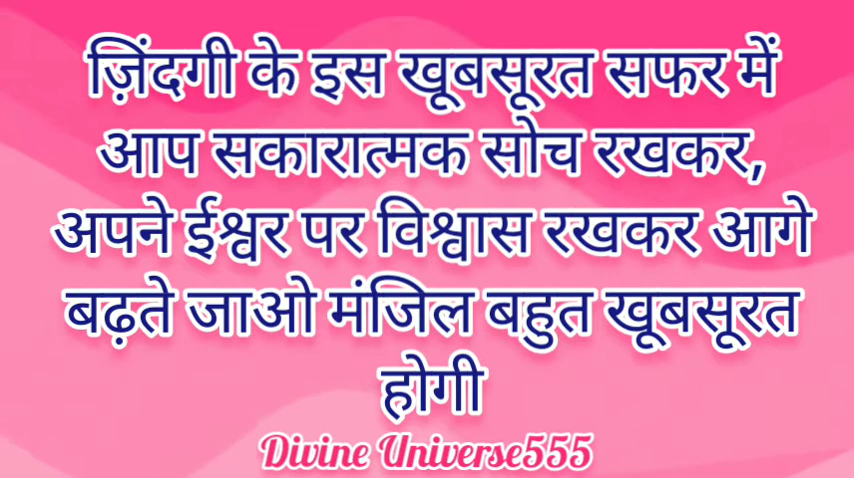 ज़िंदगी के इस खूबसूरत सफर में
आप सकारात्मक सोच रखकर,
अपने ईश्वर पर विश्वास रखकर आगे
बढ़ते जाओ मंजिल बहुत खूबसूरत
होगी
Divine Universe555